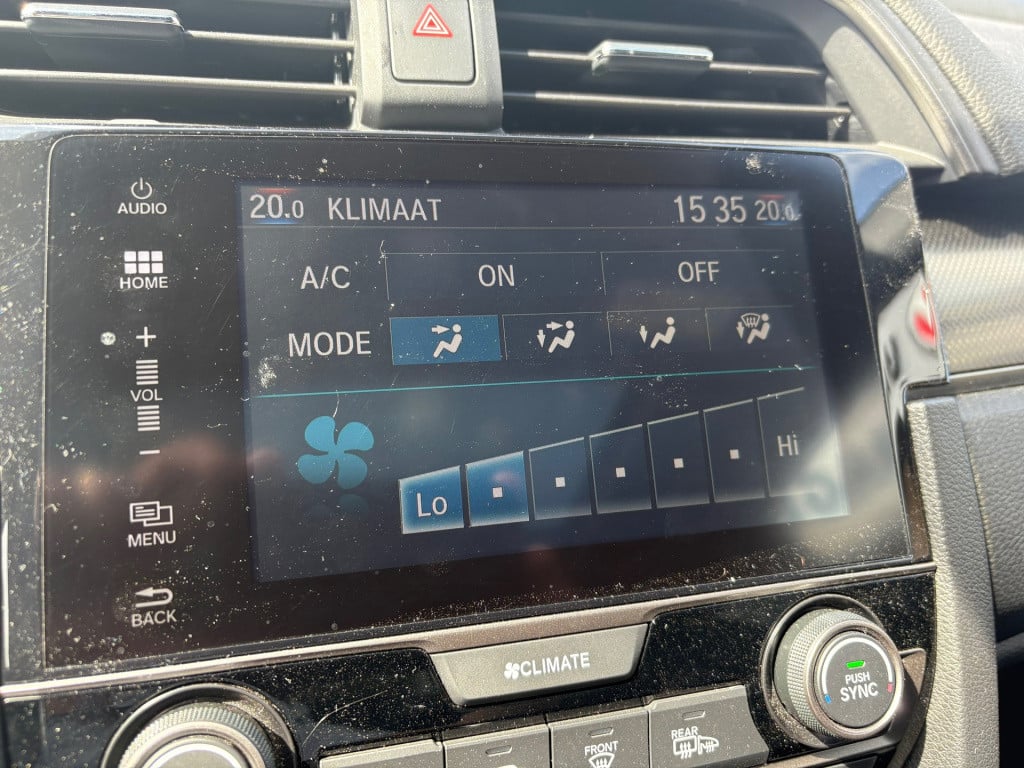 AUDIO
HOME
+
VOL
−
MENU
BACK
20.0 KLIMAAT 15 35 20.0
A/C ON OFF
MODE
Lo Hi
CLIMATE
PUSH
SYNC
FRONT
REAR